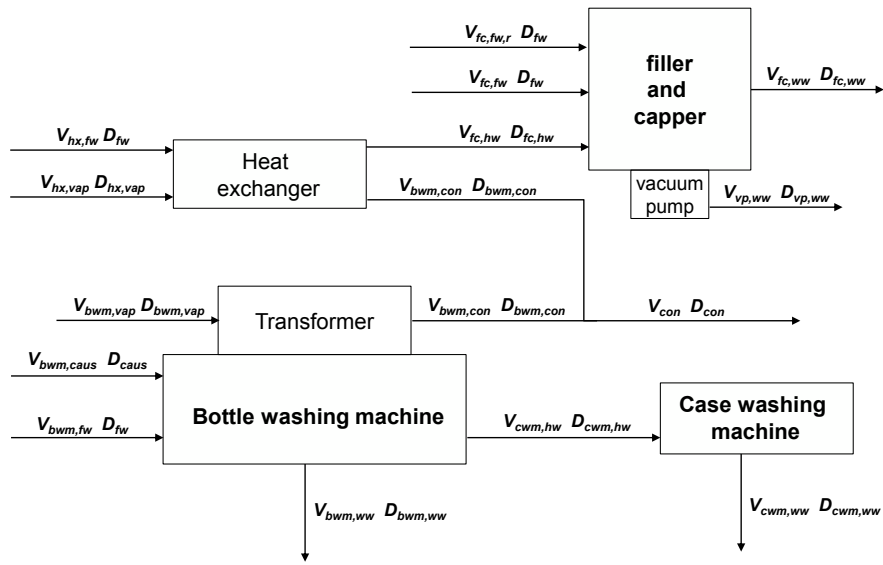 V_fc,fw,r D_fw
filler
and
capper
V_fc,fw D_fw
V_fc,ww D_fc,ww
V_hx,fw D_fw
V_fc,hw D_fc,hw
Heat
exchanger
V_hx,vap D_hx,vap
V_bwm,con D_bwm,con
vacuum
pump
V_vp,ww D_vp,ww
V_bwm,vap D_bwm,vap
Transformer
V_bwm,con D_bwm,con
V_con D_con
V_bwm,caus D_caus
Bottle washing machine
Case washing
machine
V_bwm,fw D_fw
V_cwm,hw D_cwm,hw
V_bwm,ww D_bwm,ww
V_cwm,ww D_cwm,ww